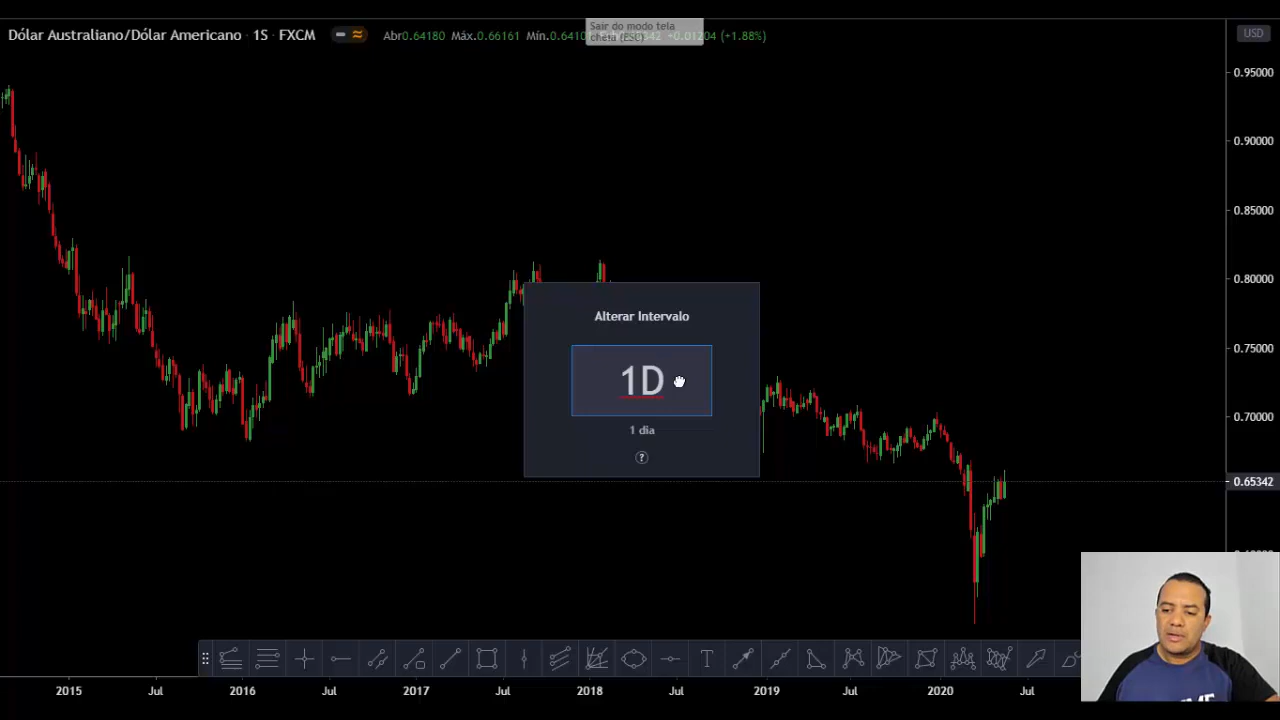 Dólar Australiano/Dólar Americano · 1S · FXCM
Abr0.64180 Máx.0.66161 Mín.0.6410 +0.01204 (+1.88%)
Sair do modo tela
cheia (ESC)
USD
0.95000
0.90000
0.85000
0.80000
Alterar Intervalo
0.75000
1D
0.70000
1 dia
?
0.65342
T
2015
Jul
2016
Jul
2017
Jul
2018
Jul
2019
Jul
2020
Jul